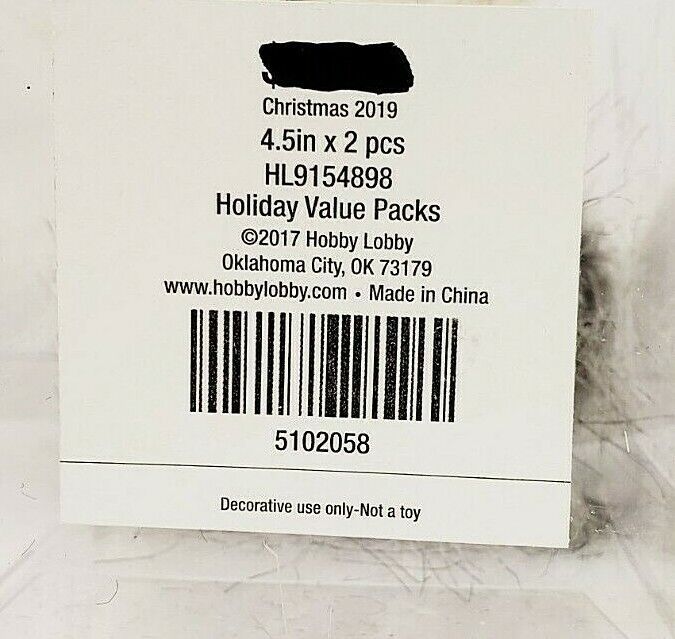 Christmas 2019
4.5in x 2 pcs
HL9154898
Holiday Value Packs
©2017 Hobby Lobby
Oklahoma City, OK 73179
www.hobbylobby.com • Made in China
5102058
Decorative use only-Not a toy